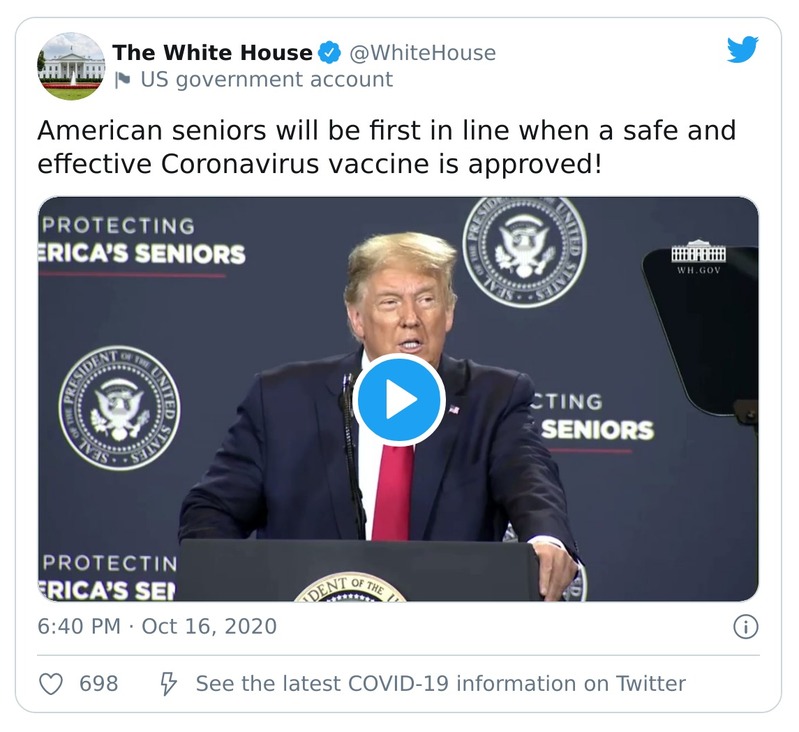 The White House @WhiteHouse
US government account
American seniors will be first in line when a safe and
effective Coronavirus vaccine is approved!
PROTECTING
ERICA'S SENIORS
SEAL OF THE PRESIDENT OF THE UNITED STATES
WH.GOV
SEAL OF THE PRESIDENT OF THE UNITED STATES
CTING
SENIORS
PROTECTIN
ERICA'S SEN
DENT OF THE U
6:40 PM · Oct 16, 2020
698 See the latest COVID-19 information on Twitter